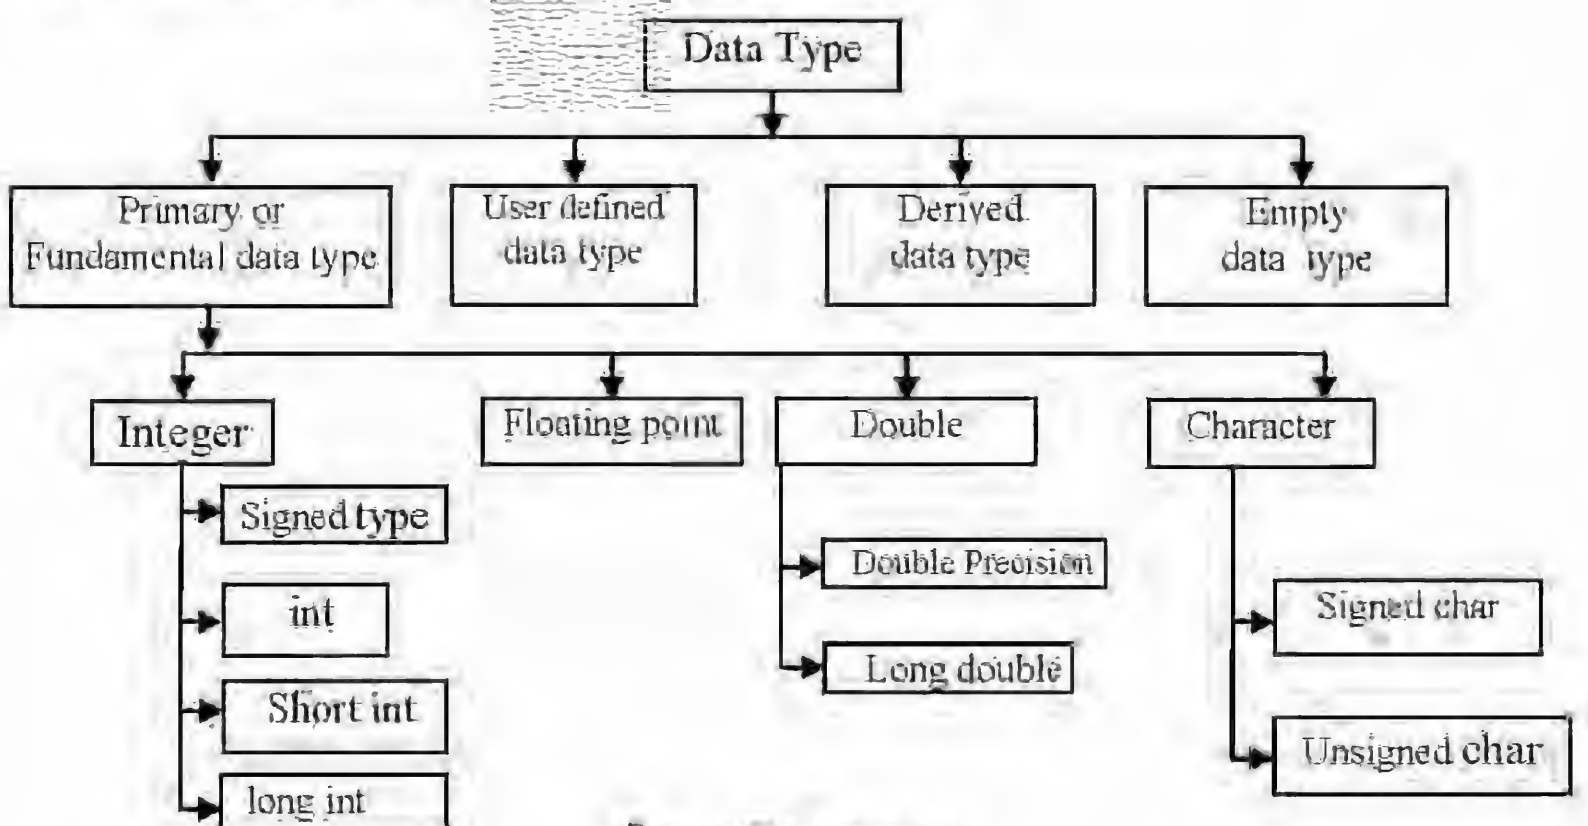 Data Type
Primary or
Fundamental data type
User defined
data type
Derived
data type
Empty
data type
Integer
Floating point
Double
Character
Signed type
int
Short int
long int
Double Precision
Long double
Signed char
Unsigned char